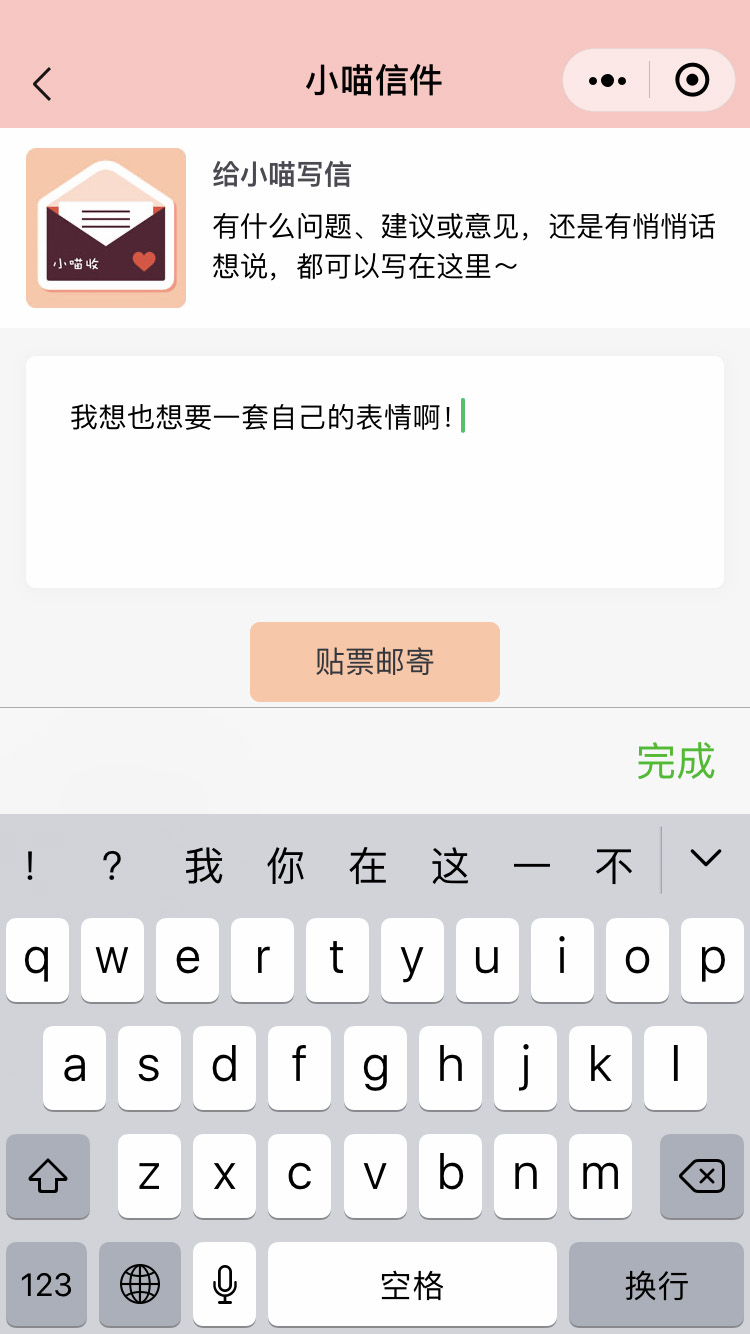 小喵信件
给小喵写信
有什么问题、建议或意见，还是有悄悄话
想说，都可以写在这里～
小喵收
我想也想要一套自己的表情啊！
贴票邮寄
完成
！ ？ 我 你 在 这 一 不
q w e r t y u i o p
a s d f g h j k l
z x c v b n m
123 空格 换行